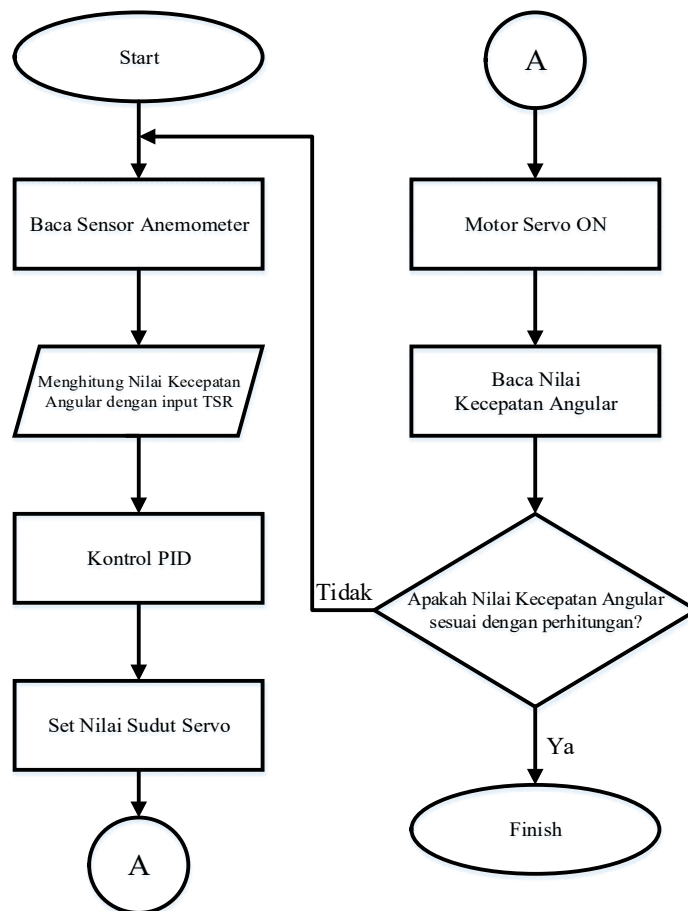 Start
Baca Sensor Anemometer
Menghitung Nilai Kecepatan
Angular dengan input TSR
Kontrol PID
Set Nilai Sudut Servo
A
A
Motor Servo ON
Baca Nilai
Kecepatan Angular
Apakah Nilai Kecepatan Angular
sesuai dengan perhitungan?
Tidak
Ya
Finish